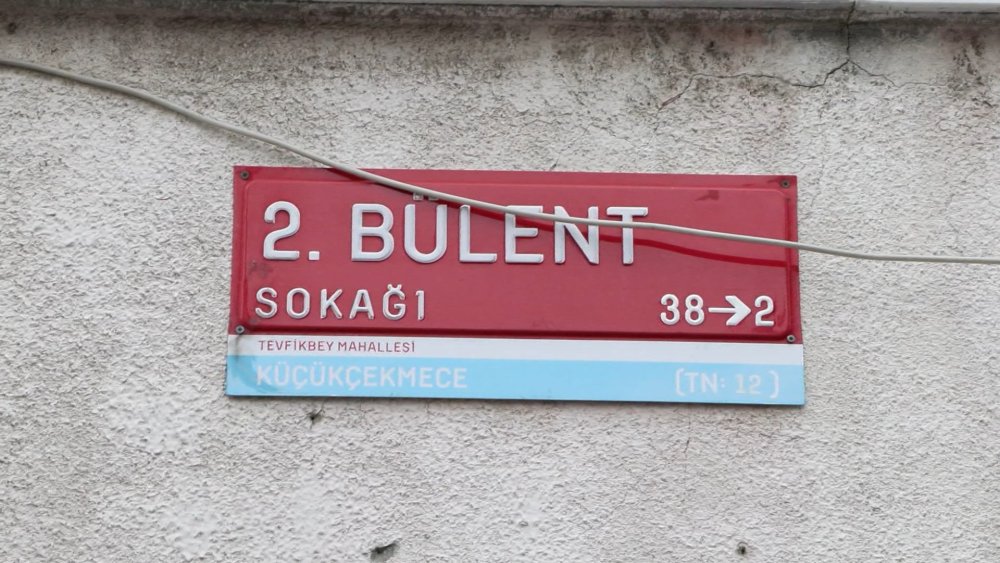 2. BÜLENT
SOKAĞI 38→2
TEVFİKBEY MAHALLESİ
KÜÇÜKÇEKMECE (TN: 12 )